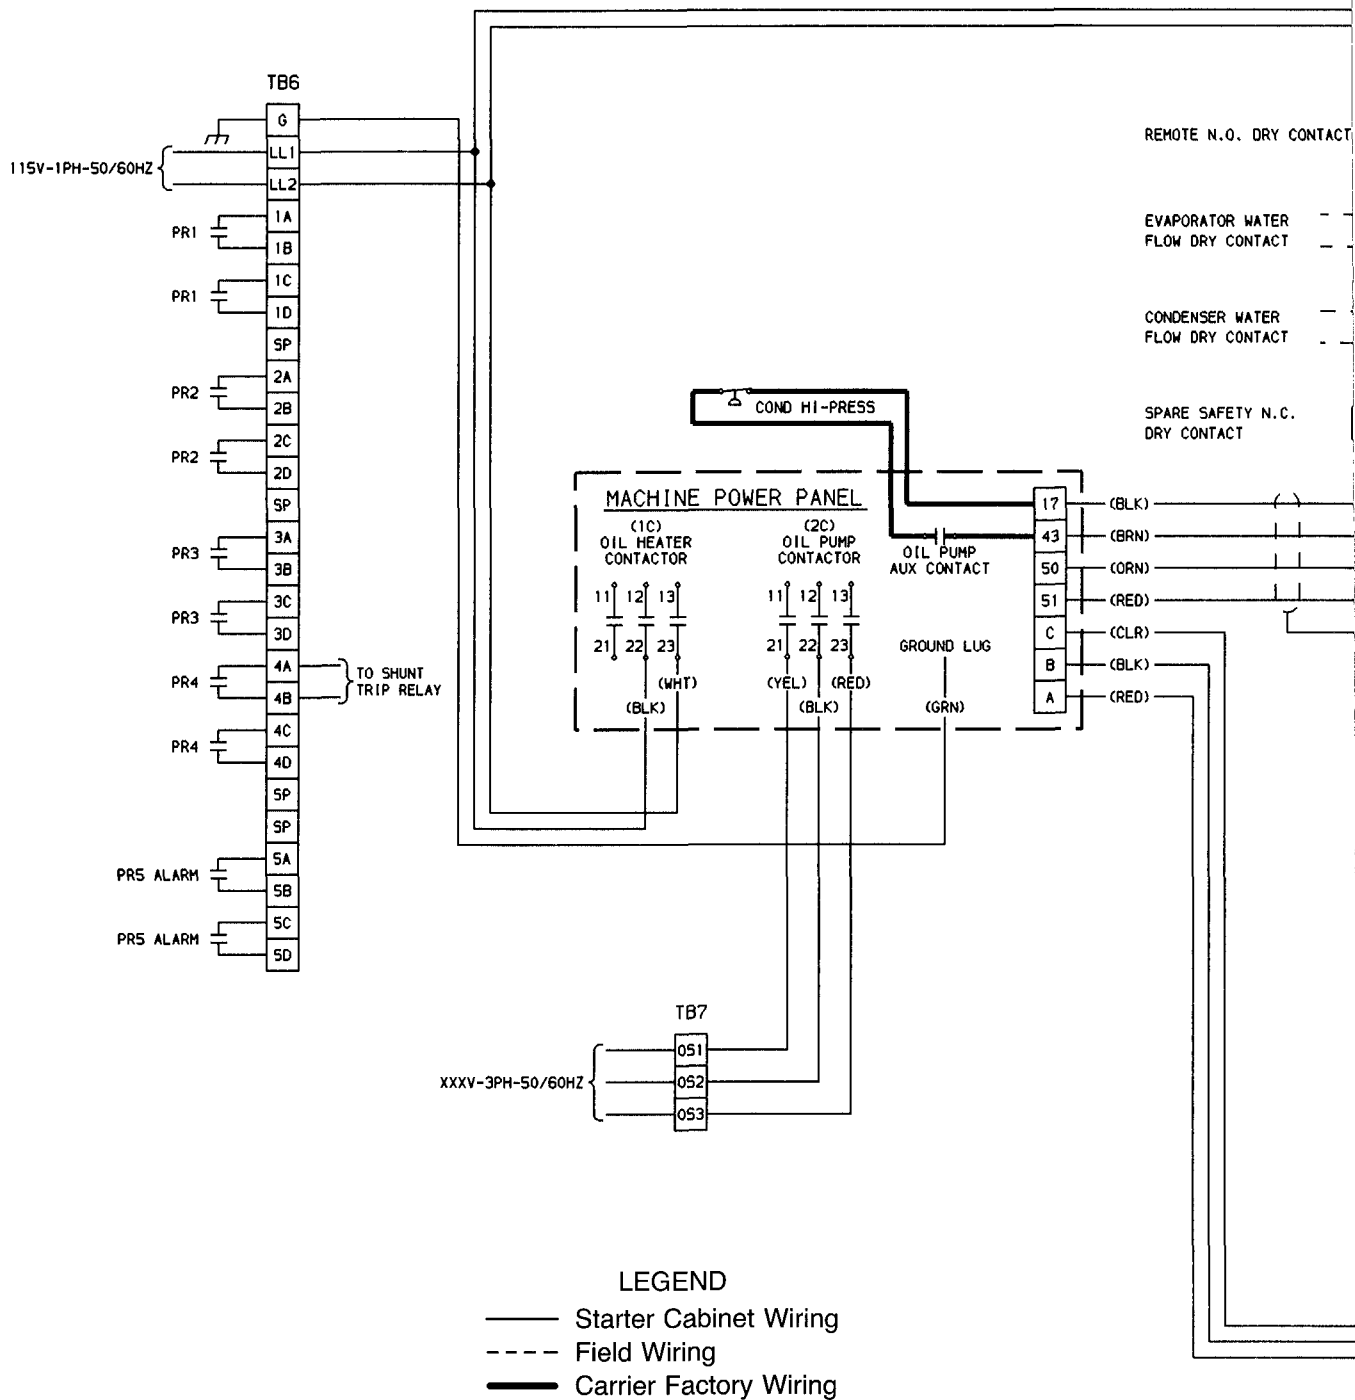 TB6
G
LL1
115V-1PH-50/60HZ
LL2
1A
PR1
1B
1C
PR1
1D
SP
2A
PR2
2B
2C
PR2
2D
SP
3A
PR3
3B
3C
PR3
3D
4A
PR4
TO SHUNT
TRIP RELAY
4B
4C
PR4
4D
SP
SP
5A
PR5 ALARM
5B
5C
PR5 ALARM
5D
REMOTE N.O. DRY CONTACT
EVAPORATOR WATER
FLOW DRY CONTACT
CONDENSER WATER
FLOW DRY CONTACT
SPARE SAFETY N.C.
DRY CONTACT
COND HI-PRESS
MACHINE POWER PANEL
(1C)
OIL HEATER
CONTACTOR
11 12 13
21 22 23
(WHT)
(BLK)
(2C)
OIL PUMP
CONTACTOR
11 12 13
21 22 23
(YEL) (RED)
(BLK)
OIL PUMP
AUX CONTACT
GROUND LUG
(GRN)
17 (BLK)
43 (BRN)
50 (ORN)
51 (RED)
C (CLR)
B (BLK)
A (RED)
TB7
OS1
XXXV-3PH-50/60HZ
OS2
OS3
LEGEND
Starter Cabinet Wiring
Field Wiring
Carrier Factory Wiring